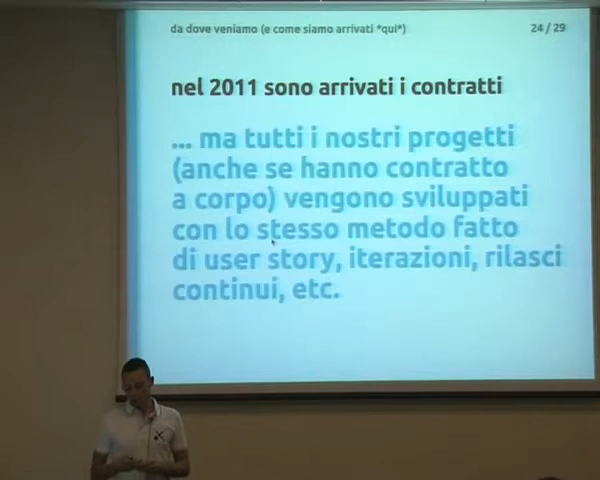 da dove veniamo (e come siamo arrivati *qui*)
24 / 29
nel 2011 sono arrivati i contratti
... ma tutti i nostri progetti
(anche se hanno contratto
a corpo) vengono sviluppati
con lo stesso metodo fatto
di user story, iterazioni, rilasci
continui, etc.